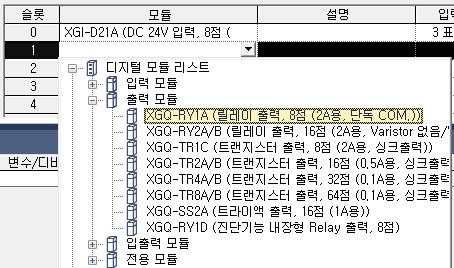 슬롯 모듈 설명 입력
0 XGI-D21A (DC 24V 입력, 8점 ( 3 표
1
2 디지털 모듈 리스트
3 입력 모듈
4 출력 모듈
XGQ-RY1A (릴레이 출력, 8점 (2A용, 단독 COM,))
XGQ-RY2A/B (릴레이 출력, 16점 (2A용, Varistor 없음/
XGQ-TR1C (트랜지스터 출력, 8점 (2A용, 싱크출력))
변수/디바 XGQ-TR2A/B (트랜지스터 출력, 16점 (0,5A용, 싱크출력
XGQ-TR4A/B (트랜지스터 출력, 32점 (0,1A용, 싱크출력
XGQ-TR8A/B (트랜지스터 출력, 64점 (0,1A용, 싱크출력
XGQ-SS2A (트라이액 출력, 16점 (1A용))
XGQ-RY1D (진단기능 내장형 Relay 출력, 8점)
입출력 모듈
전용 모듈